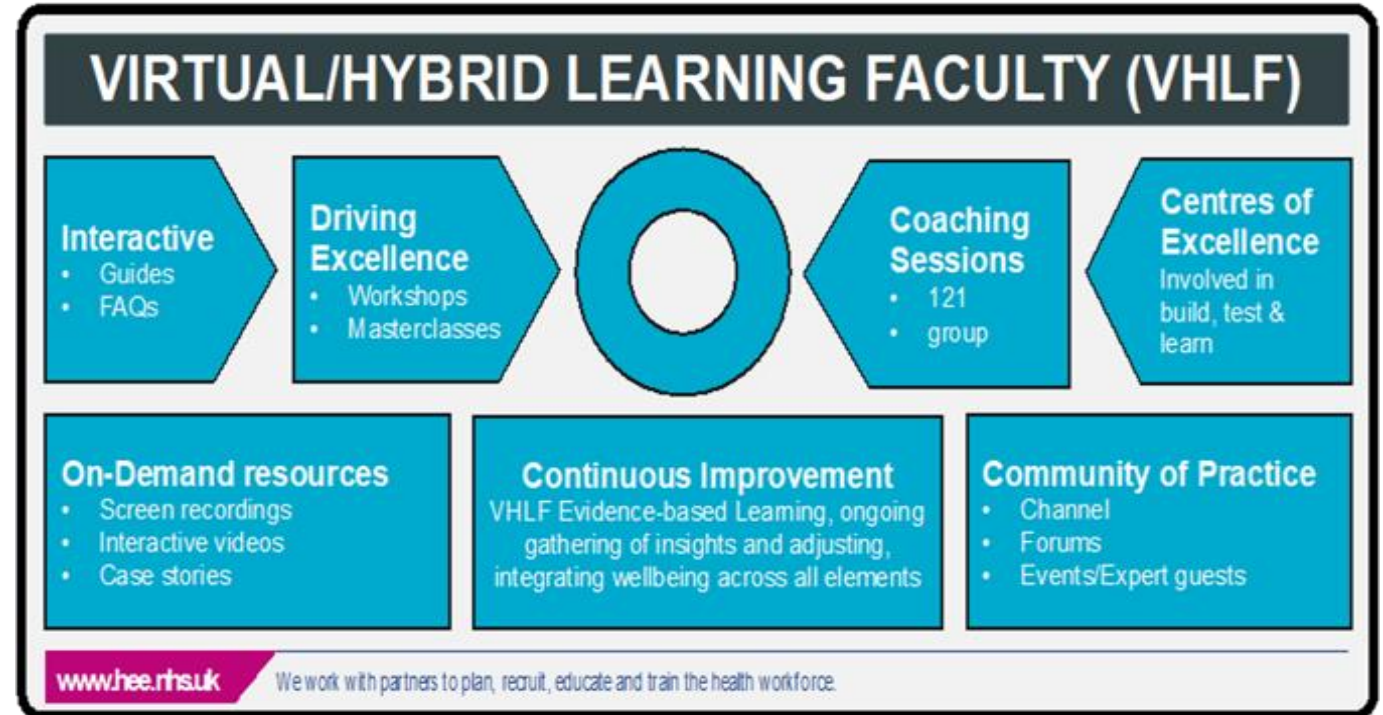 VIRTUAL/HYBRID LEARNING FACULTY (VHLF)
Interactive
• Guides
• FAQs
Driving
Excellence
• Workshops
• Masterclasses
Coaching
Sessions
• 121
• group
Centres of
Excellence
Involved in
build, test &
learn
On-Demand resources
• Screen recordings
• Interactive videos
• Case stories
Continuous Improvement
VHLF Evidence-based Learning, ongoing
gathering of insights and adjusting,
integrating wellbeing across all elements
Community of Practice
• Channel
• Forums
• Events/Expert guests
www.hee.nhs.uk
We work with partners to plan, recruit, educate and train the health workforce.